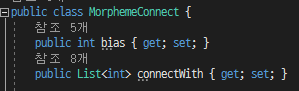 public class MorphemeConnect {
참조 5개
public int bias { get; set; }
참조 8개
public List<int> connectWith { get; set; }